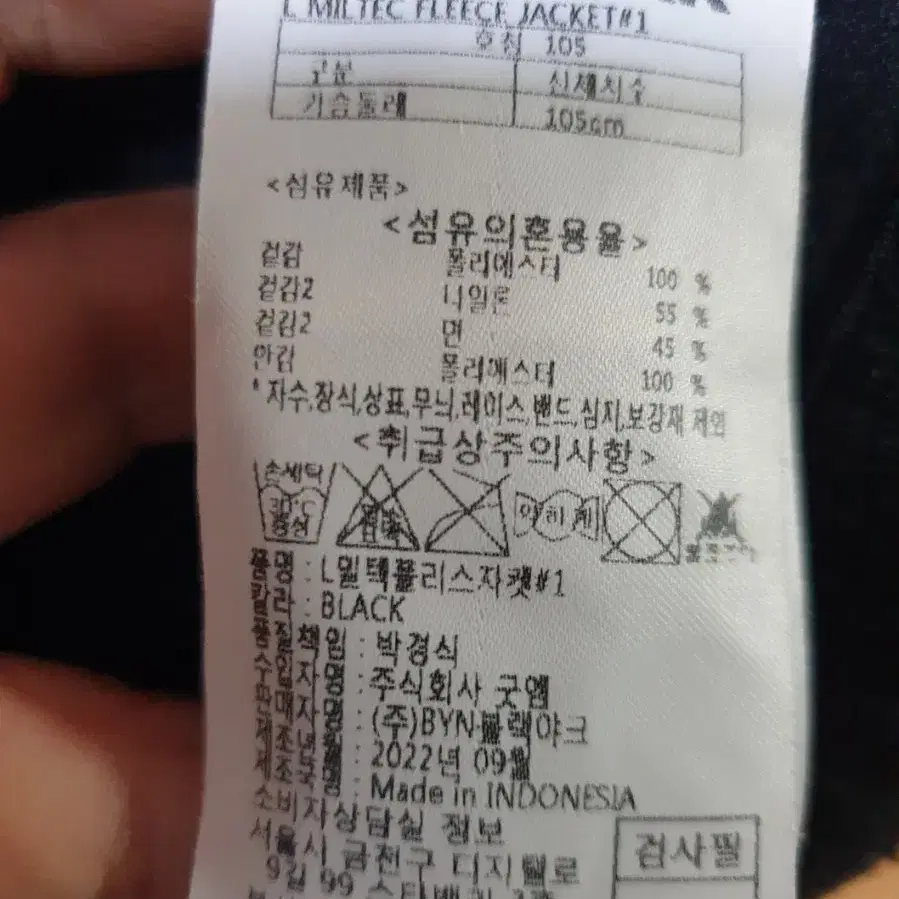 L MILTEC FLEECE JACKET#1
호칭 105
구분 신체치수
가슴둘레 105cm
<섬유제품>
<섬유의혼용율>
겉감 폴리에스터 100 %
겉감2 나일론 55 %
겉감2 면 45 %
안감 폴리에스터 100 %
* 자수,장식,상표,무늬,레이스,밴드,심지,보강재 제외
<취급상주의사항>
손세탁
30℃
중성
약하게
품명 : L밀텍플리스자켓#1
칼라 : BLACK
품질책임 : 박경식
수입자명 : 주식회사 굿엠
판매자명 : (주)BYN블랙야크
제조년월 : 2022년 09월
제조국명 : Made in INDONESIA
소비자상담실 정보
서울시 금천구 디지털로
9길 99
검사필